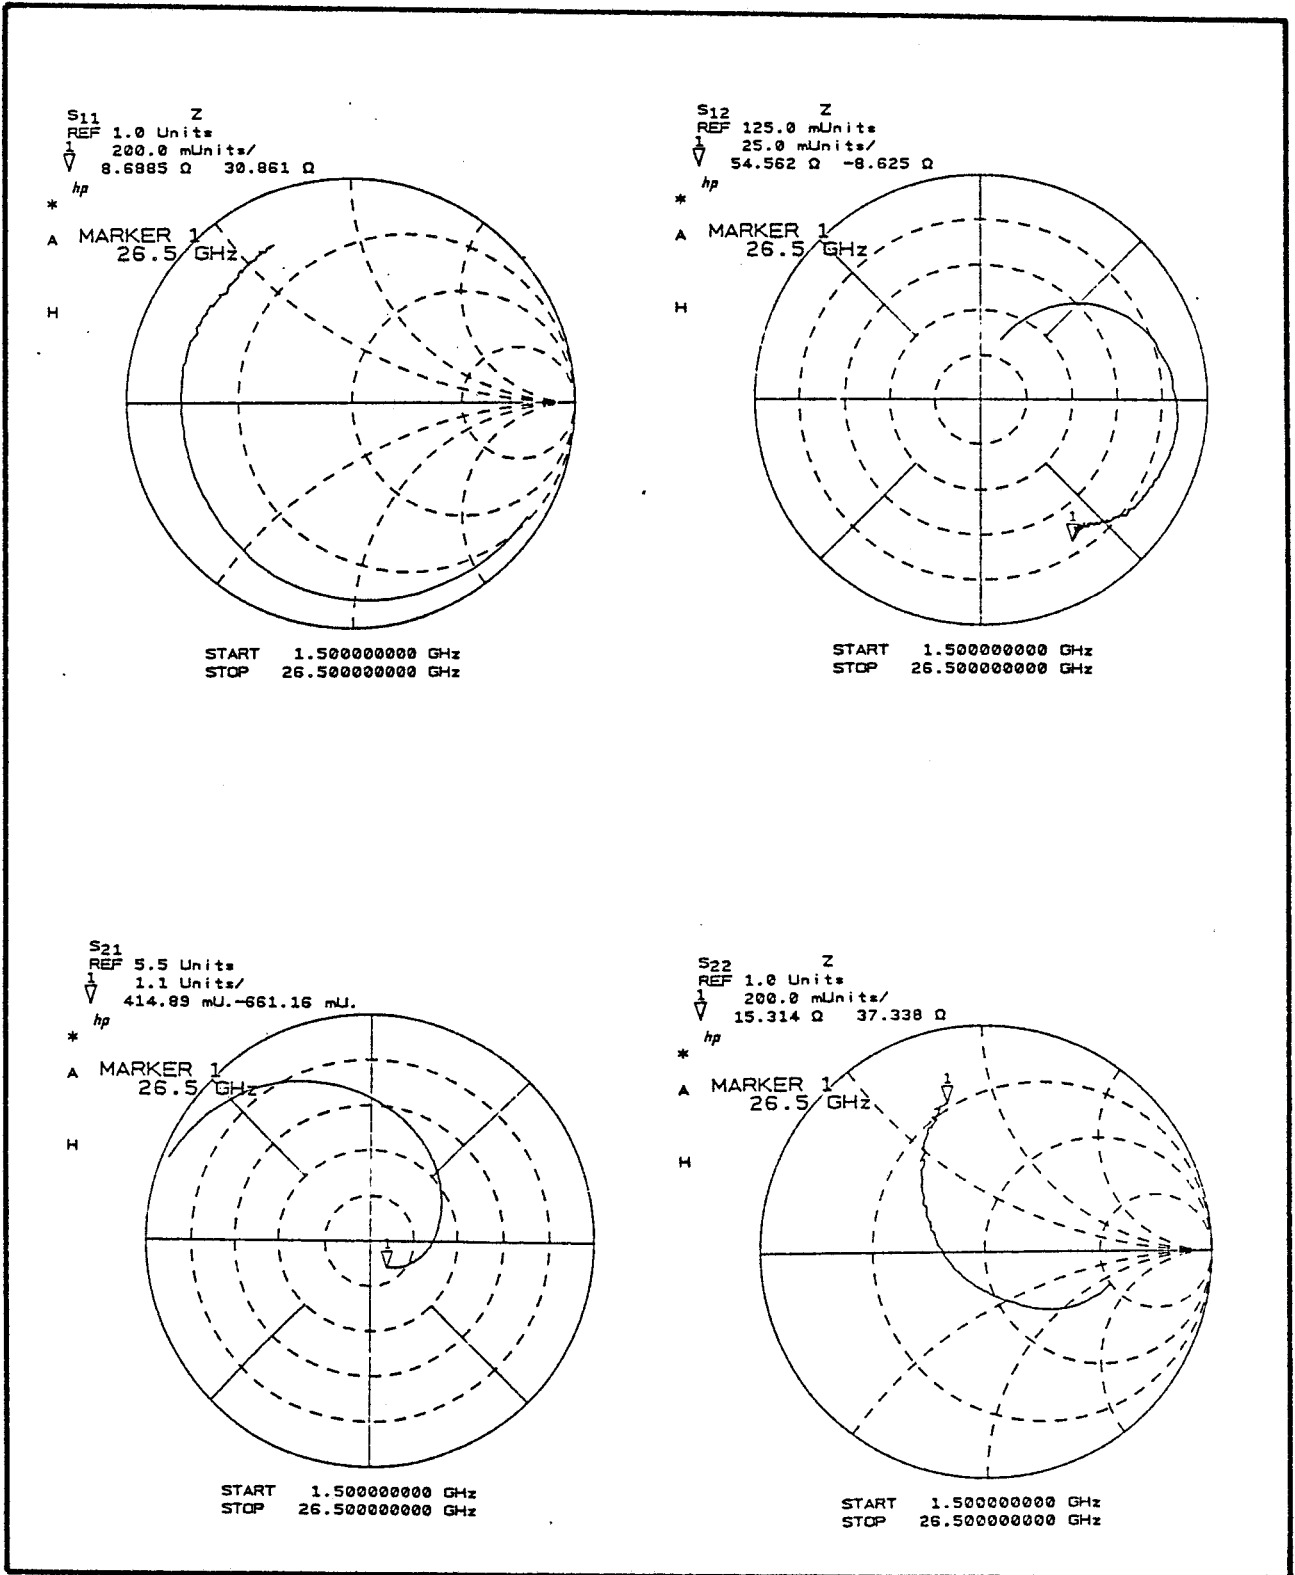 S11 Z
REF 1.0 Units
1 200.0 mUnits/
8.6885 Ω 30.861 Ω
hp
*
A MARKER 1
26.5 GHz
H
START 1.500000000 GHz
STOP 26.500000000 GHz
S12 Z
REF 125.0 mUnits
1 25.0 mUnits/
54.562 Ω -8.625 Ω
hp
*
A MARKER 1
26.5 GHz
H
1
START 1.500000000 GHz
STOP 26.500000000 GHz
S21
REF 5.5 Units
1 1.1 Units/
414.89 mU.-661.16 mU.
hp
*
A MARKER 1
26.5 GHz
H
1
START 1.500000000 GHz
STOP 26.500000000 GHz
S22 Z
REF 1.0 Units
1 200.0 mUnits/
15.314 Ω 37.338 Ω
hp
*
A MARKER 1
26.5 GHz
H
1
START 1.500000000 GHz
STOP 26.500000000 GHz